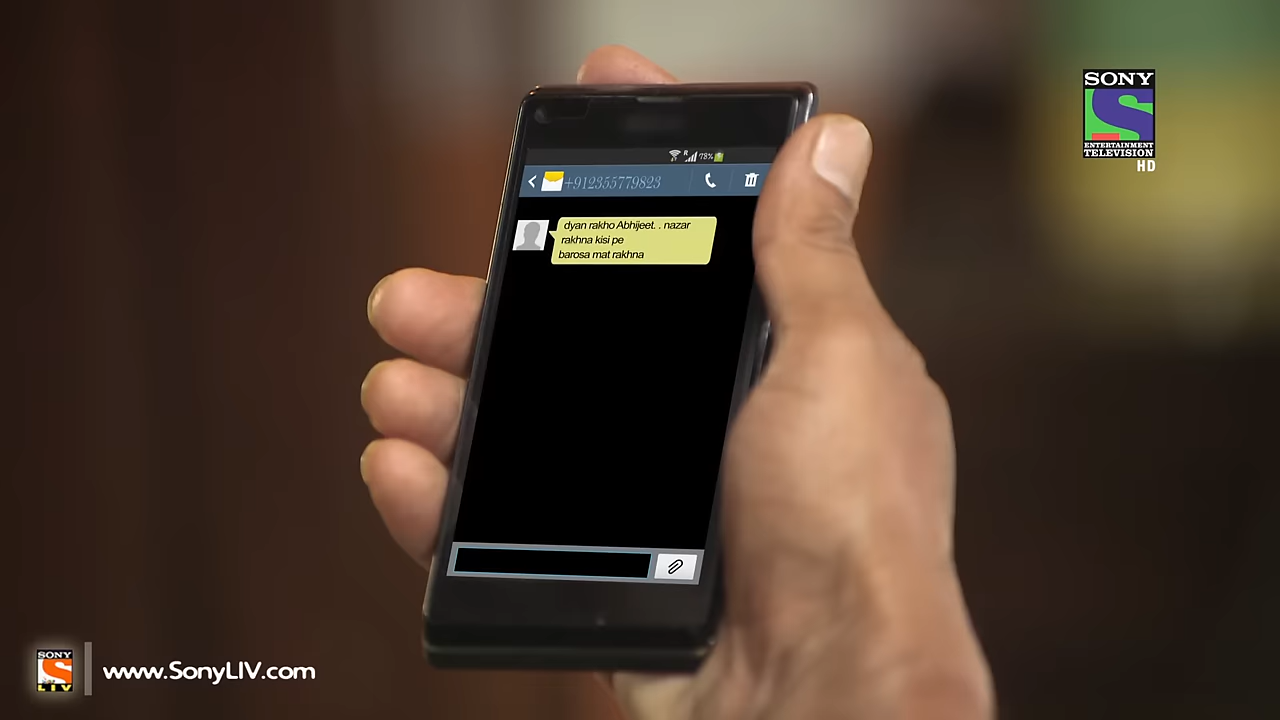 SONY
ENTERTAINMENT
TELEVISION
HD
R 78%
+912355779823
dyan rakho Abhijeet. . nazar
rakhna kisi pe
barosa mat rakhna
SONY
LIV
www.SonyLIV.com